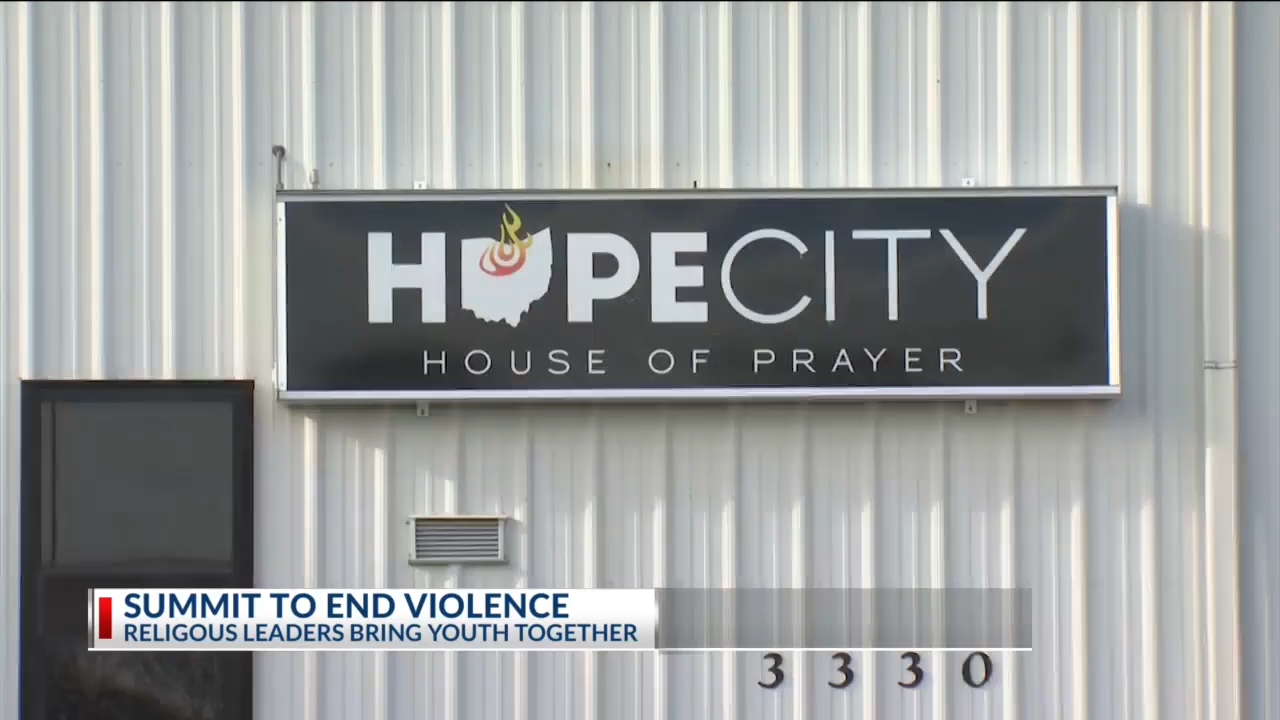 HOPECITY
HOUSE OF PRAYER
SUMMIT TO END VIOLENCE
RELIGOUS LEADERS BRING YOUTH TOGETHER
3330